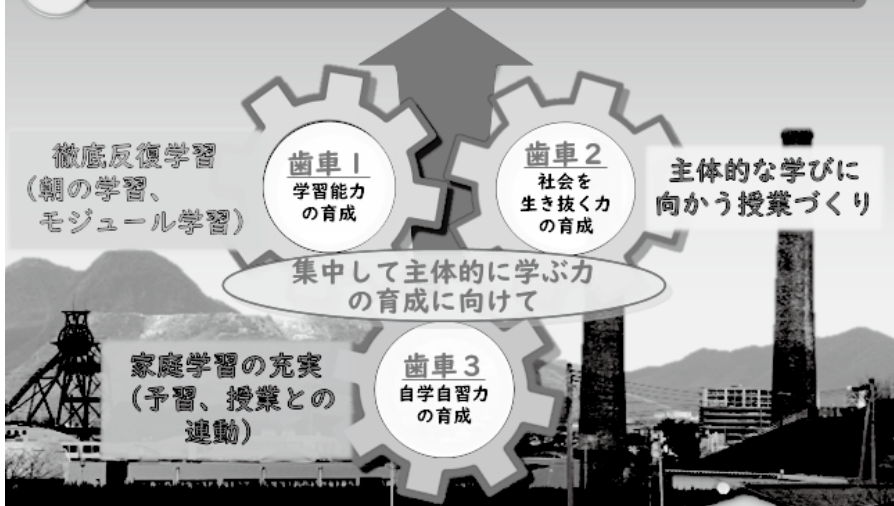 徹底反復学習
(朝の学習、
モジュール学習)
歯車1
学習能力
の育成
歯車2
社会を
生き抜く力
の育成
主体的な学びに
向かう授業づくり
集中して主体的に学ぶ力
の育成に向けて
家庭学習の充実
(予習、授業との
連動)
歯車3
自学自習力
の育成